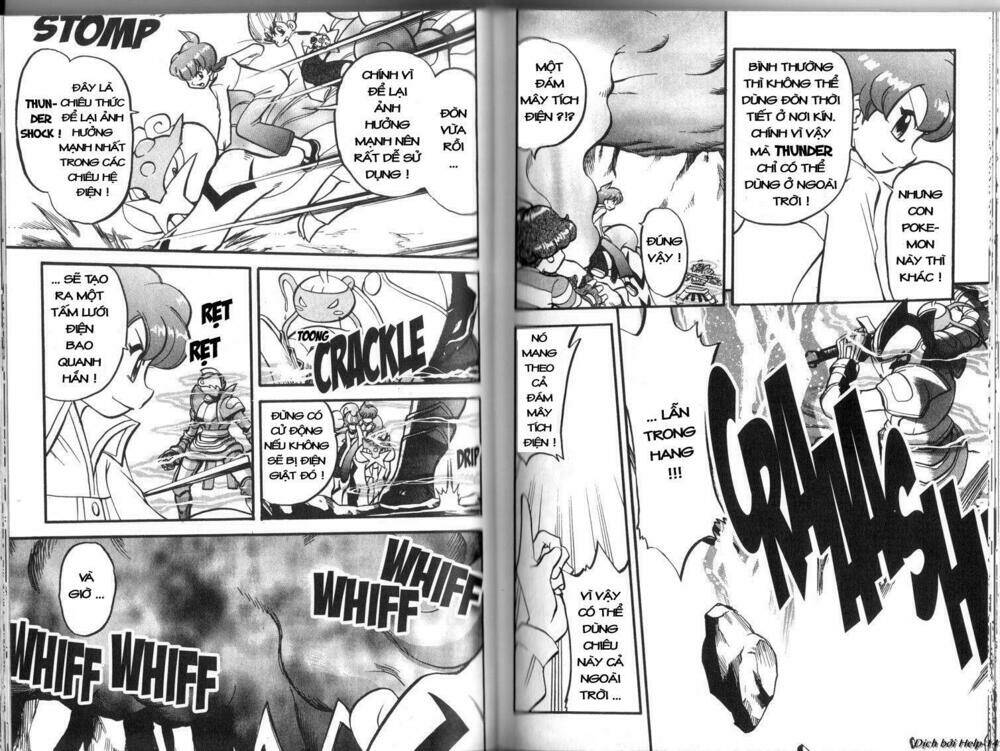 BÌNH THƯỜNG
THÌ KHÔNG THỂ
DÙNG ĐÒN THỜI
TIẾT Ở NƠI KÍN.
CHÍNH VÌ VẬY
MÀ THUNDER
CHỈ CÓ THỂ
DÙNG Ở NGOÀI
TRỜI !
NHƯNG CON
POKE-
MON
NÀY THÌ
KHÁC !
MỘT
ĐÁM
MÂY TÍCH
ĐIỆN ?!?
ĐÚNG
VẬY !
NÓ
MANG
THEO
CẢ
ĐÁM
MÂY
TÍCH
ĐIỆN !
VÌ VẬY
CÓ THỂ
DÙNG
CHIÊU
NÀY CẢ
NGOÀI
TRỜI ...
... LẪN
TRONG
HANG
!!!
STOMP
ĐÒN
VỪA
RỒI
...
CHÍNH VÌ
ĐỂ LẠI
ẢNH
HƯỞNG
MẠNH NÊN
RẤT DỄ SỬ
DỤNG !
ĐÂY LÀ
CHIÊU THỨC
ĐỂ LẠI ẢNH
HƯỞNG
MẠNH NHẤT
TRONG CÁC
CHIÊU HỆ
ĐIỆN !
THUN-
DER
SHOCK !
TOONG
CRACKLE
ĐỪNG CÓ
CỬ ĐỘNG
NẾU KHÔNG
SẼ BỊ ĐIỆN
GIẬT ĐÓ !
DRIP
... SẼ TẠO
RA MỘT
TẤM LƯỚI
ĐIỆN
BAO
QUANH
HẮN !
RẸT
RẸT
VÀ
GIỜ ...
WHIFF
WHIFF
WHIFF
WHIFF